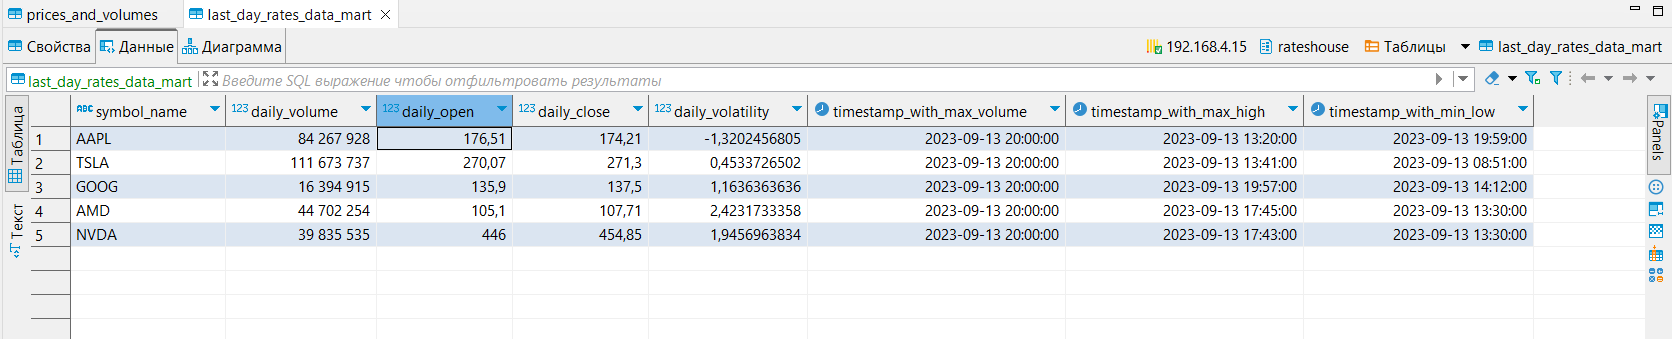 prices_and_volumes last_day_rates_data_mart
Свойства Данные Диаграмма 192.168.4.15 rateshouse Таблицы last_day_rates_data_mart
last_day_rates_data_mart Введите SQL выражение чтобы отфильтровать результаты
ABC symbol_name 123 daily_volume 123 daily_open 123 daily_close 123 daily_volatility timestamp_with_max_volume timestamp_with_max_high timestamp_with_min_low
1 AAPL 84 267 928 176,51 174,21 -1,3202456805 2023-09-13 20:00:00 2023-09-13 13:20:00 2023-09-13 19:59:00
2 TSLA 111 673 737 270,07 271,3 0,4533726502 2023-09-13 20:00:00 2023-09-13 13:41:00 2023-09-13 08:51:00
3 GOOG 16 394 915 135,9 137,5 1,1636363636 2023-09-13 20:00:00 2023-09-13 19:57:00 2023-09-13 14:12:00
4 AMD 44 702 254 105,1 107,71 2,4231733358 2023-09-13 20:00:00 2023-09-13 17:45:00 2023-09-13 13:30:00
5 NVDA 39 835 535 446 454,85 1,9456963834 2023-09-13 20:00:00 2023-09-13 17:43:00 2023-09-13 13:30:00
Таблица
Текст
Panels